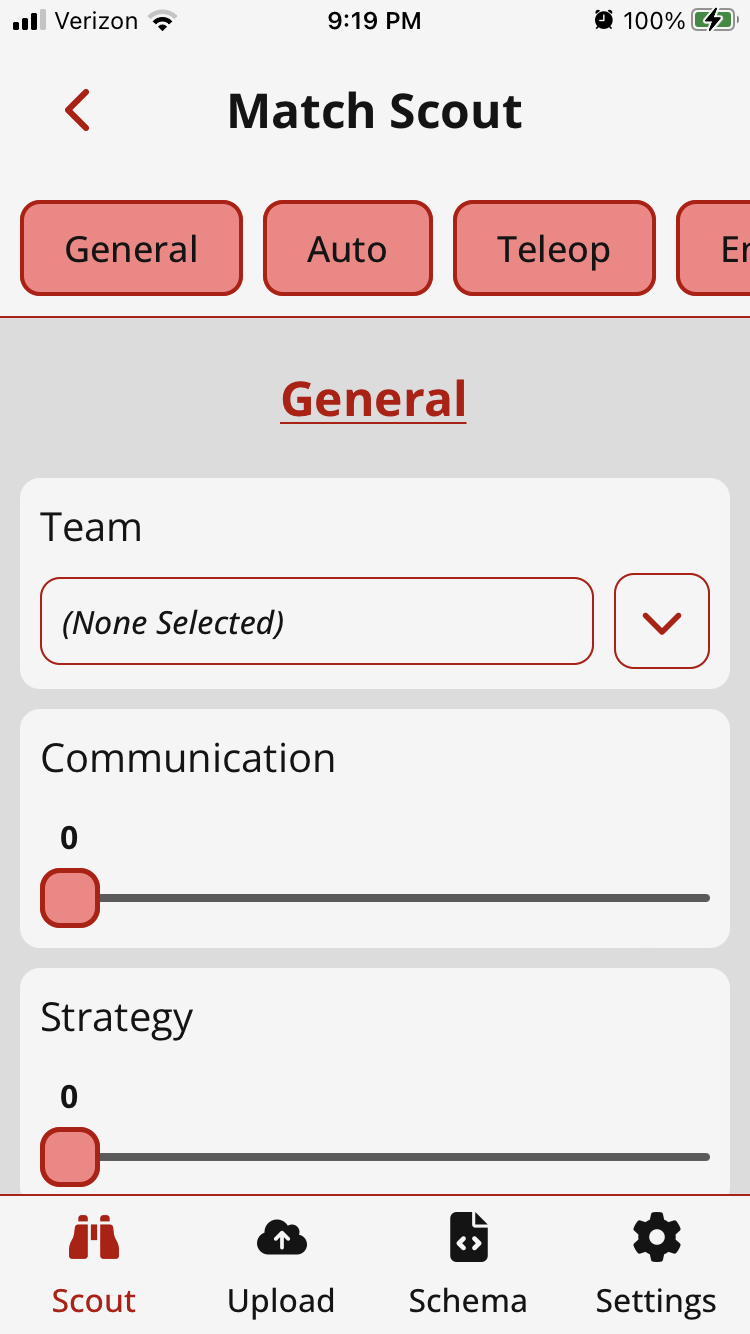 Verizon 9:19 PM 100%
Match Scout
General Auto Teleop
General
Team
(None Selected)
Communication
0
Strategy
0
Scout Upload Schema Settings